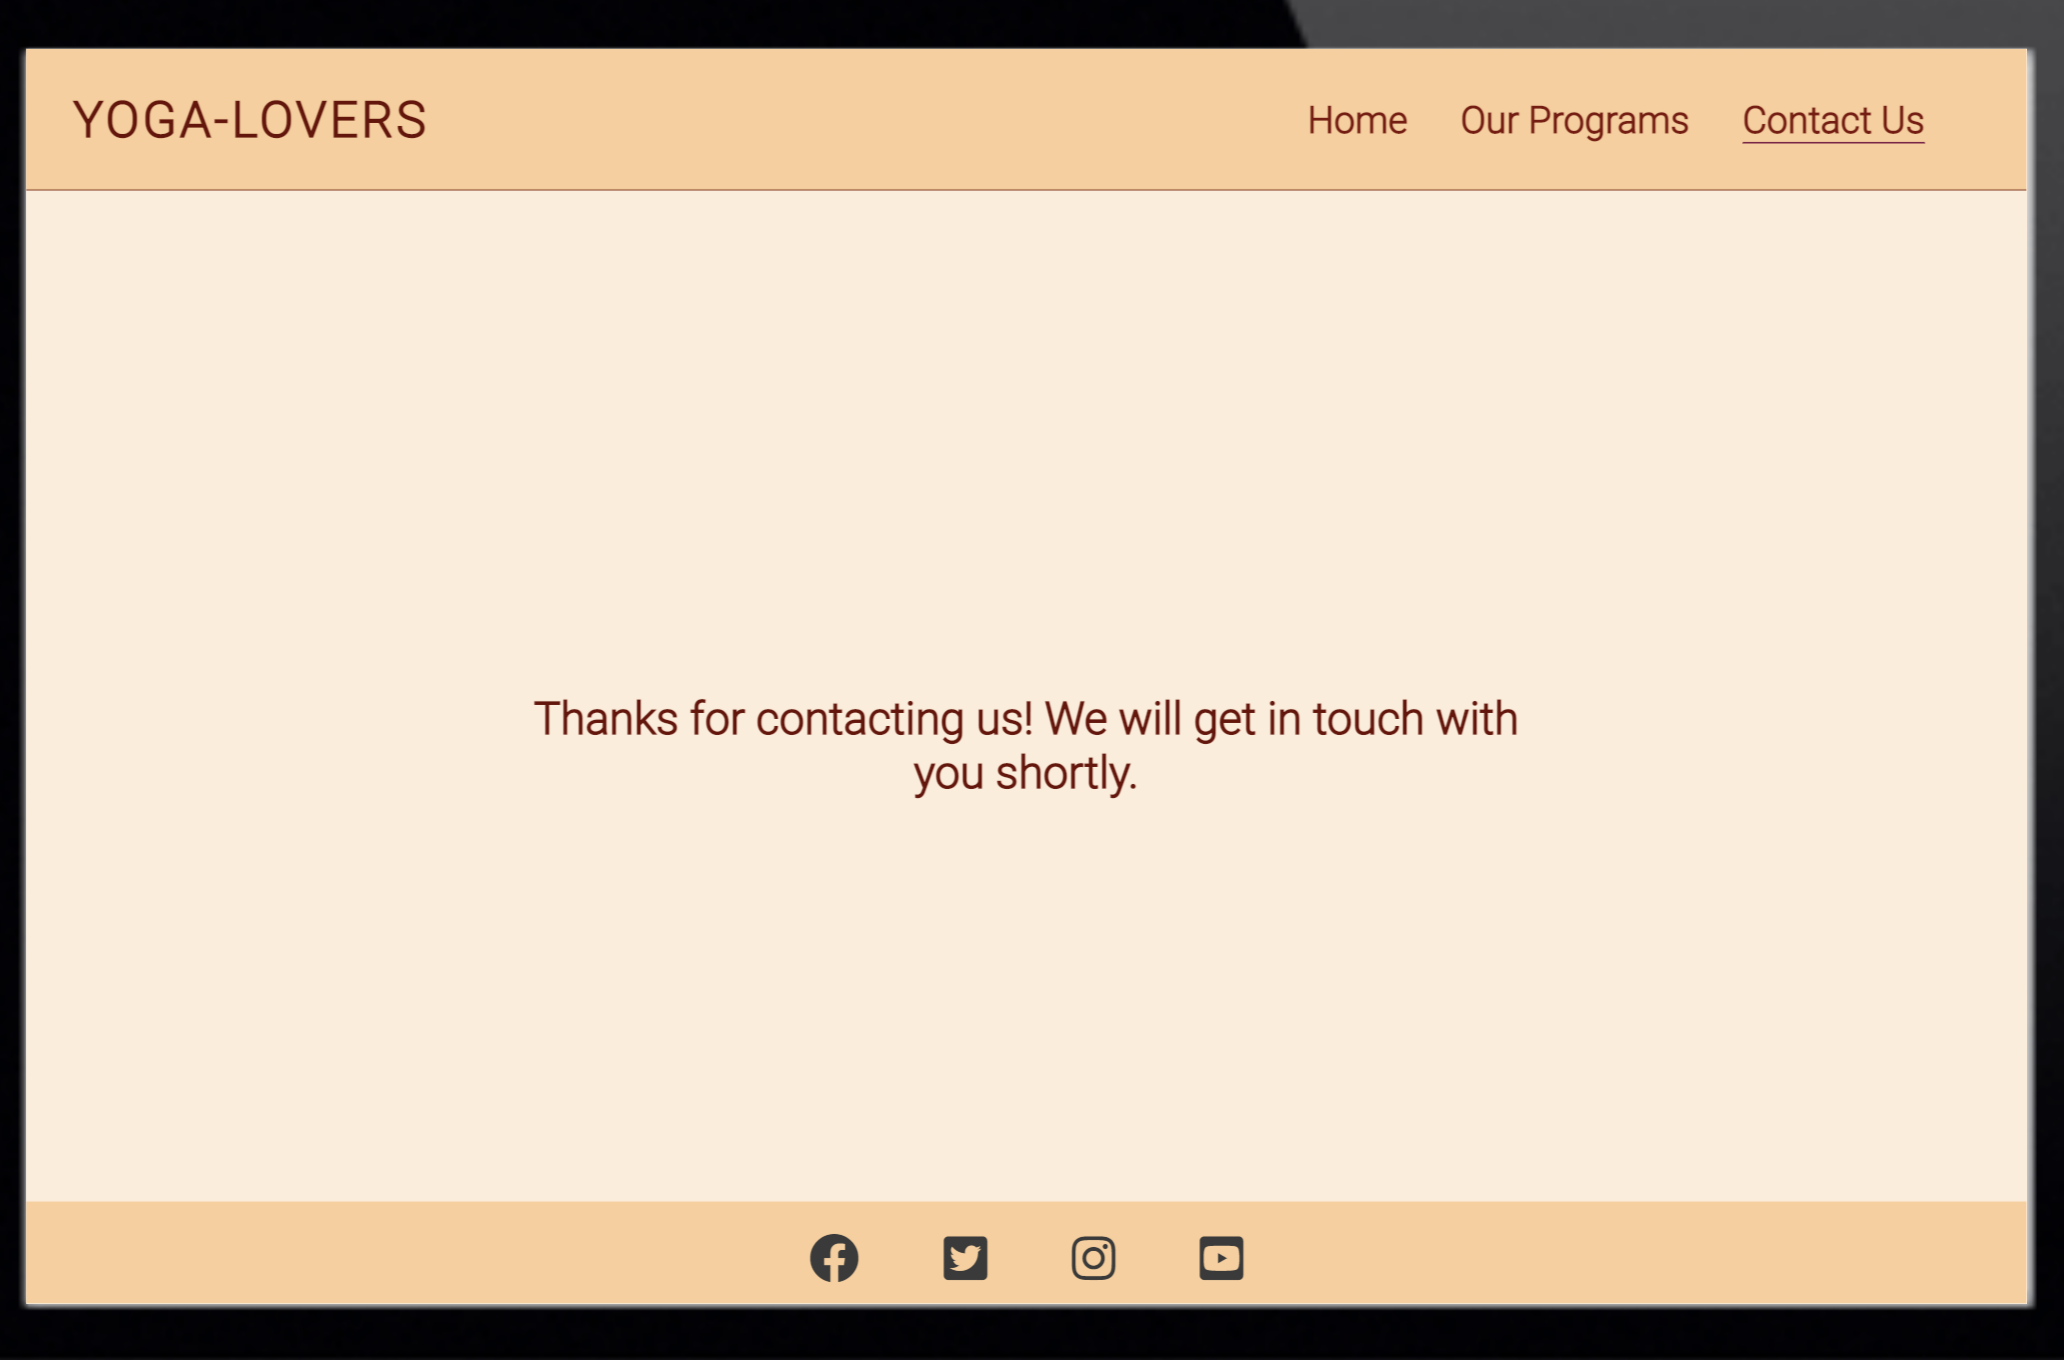 YOGA-LOVERS
Home Our Programs Contact Us
Thanks for contacting us! We will get in touch with
you shortly.